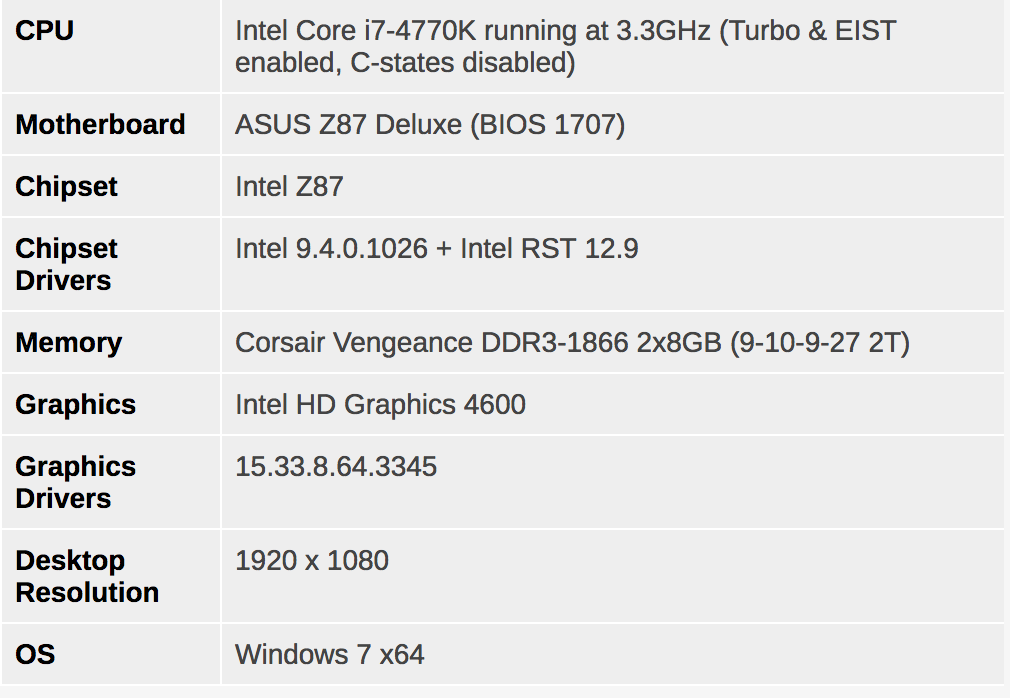 CPU
Intel Core i7-4770K running at 3.3GHz (Turbo & EIST
enabled, C-states disabled)
Motherboard
ASUS Z87 Deluxe (BIOS 1707)
Chipset
Intel Z87
Chipset
Drivers
Intel 9.4.0.1026 + Intel RST 12.9
Memory
Corsair Vengeance DDR3-1866 2x8GB (9-10-9-27 2T)
Graphics
Intel HD Graphics 4600
Graphics
Drivers
15.33.8.64.3345
Desktop
Resolution
1920 x 1080
OS
Windows 7 x64